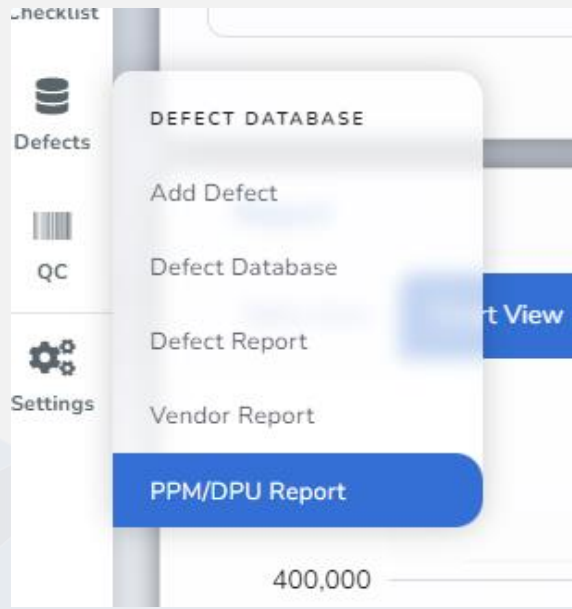 Checklist
Defects
QC
Settings
DEFECT DATABASE
Add Defect
Defect Database
Defect Report
Vendor Report
PPM/DPU Report
View
400,000